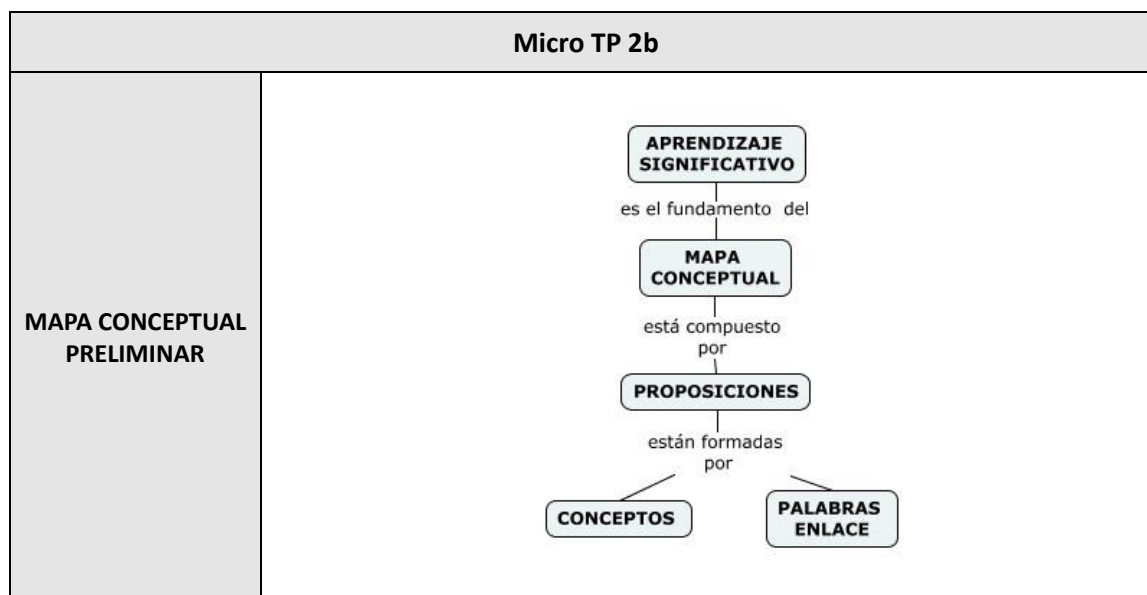 Micro TP 2b
MAPA CONCEPTUAL
PRELIMINAR
APRENDIZAJE
SIGNIFICATIVO
es el fundamento del
MAPA
CONCEPTUAL
está compuesto
por
PROPOSICIONES
están formadas
por
CONCEPTOS
PALABRAS
ENLACE